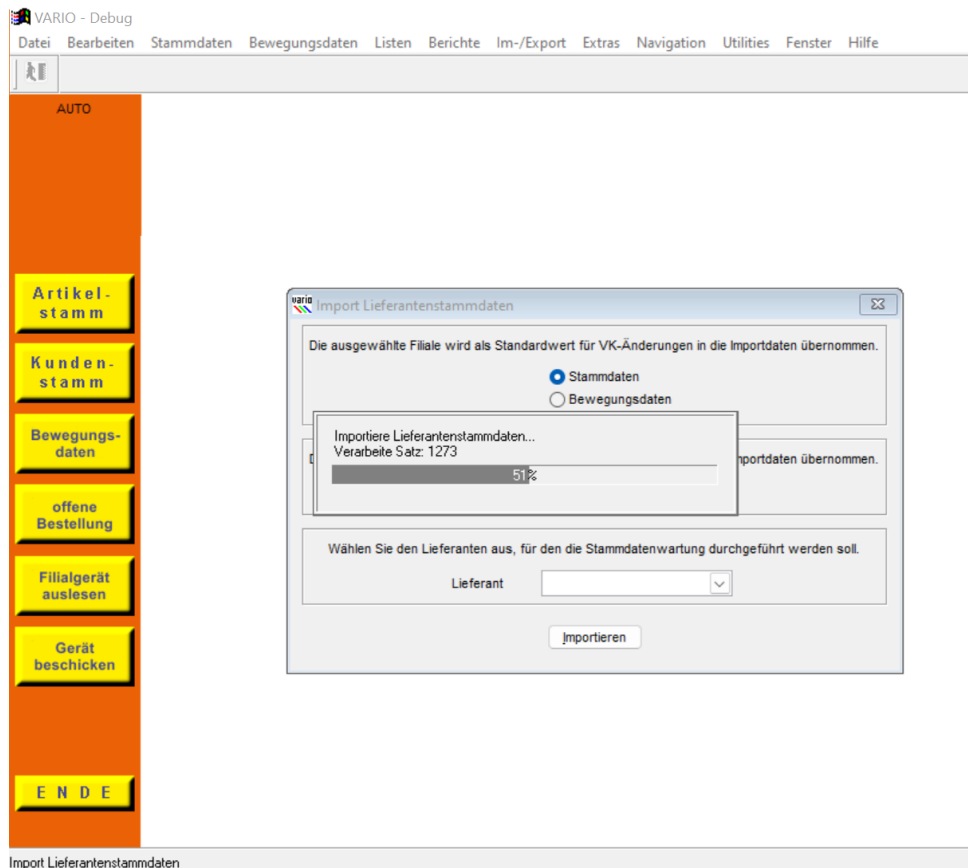 VARIO - Debug
Datei Bearbeiten Stammdaten Bewegungsdaten Listen Berichte Im-/Export Extras Navigation Utilities Fenster Hilfe
AUTO
Artikel-
stamm
Kunden-
stamm
Bewegungs-
daten
offene
Bestellung
Filialgerät
auslesen
Gerät
beschicken
ENDE
vario Import Lieferantenstammdaten
Die ausgewählte Filiale wird als Standardwert für VK-Änderungen in die Importdaten übernommen.
Stammdaten
Bewegungsdaten
Importiere Lieferantenstammdaten...
Verarbeite Satz: 1273
51%
übernommen.
Wählen Sie den Lieferanten aus, für den die Stammdatenwartung durchgeführt werden soll.
Lieferant
Importieren
Import Lieferantenstammdaten